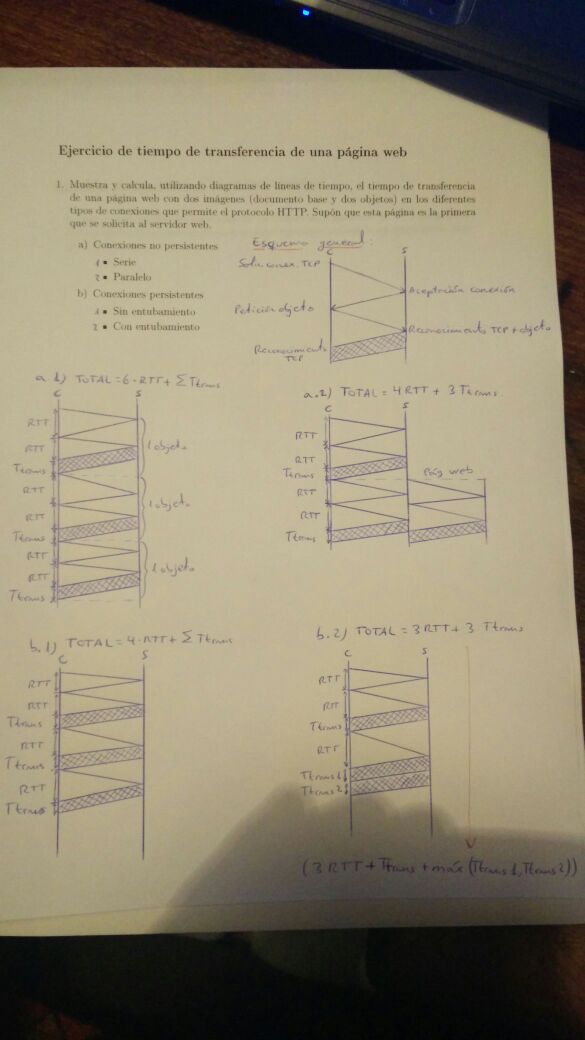 Ejercicio de tiempo de transferencia de una página web
1. Muestra y calcula, utilizando diagramas de líneas de tiempo, el tiempo de transferencia
de una página web con dos imágenes (documento base y dos objetos) en los diferentes
tipos de conexiones que permite el protocolo HTTP. Supón que esta página es la primera
que se solicita al servidor web.
a) Conexiones no persistentes
1 ▪ Serie
2 ▪ Paralelo
b) Conexiones persistentes
1 ▪ Sin entubamiento
2 ▪ Con entubamiento
Esquema general:
C S
Solic. conex. TCP
Aceptación conexión
Petición objeto
Reconocimiento TCP + objeto
Reconocimiento
TCP
a.1) TOTAL = 6 · RTT + Σ Ttrans
C S
RTT
RTT
Ttrans
1 objeto
RTT
RTT
Ttrans
1 objeto
RTT
RTT
Ttrans
1 objeto
a.2) TOTAL = 4 RTT + 3 Ttrans.
C S
RTT
RTT
Ttrans
Pág web
RTT
RTT
Ttrans
b.1) TOTAL = 4 · RTT + Σ Ttrans
C S
RTT
RTT
Ttrans
RTT
Ttrans
RTT
Ttrans
b.2) TOTAL = 3 RTT + 3 · Ttrans
C S
RTT
RTT
Ttrans
RTT
Ttrans 1
Ttrans 2
(3 RTT + Ttrans + máx (Ttrans 1, Ttrans 2))